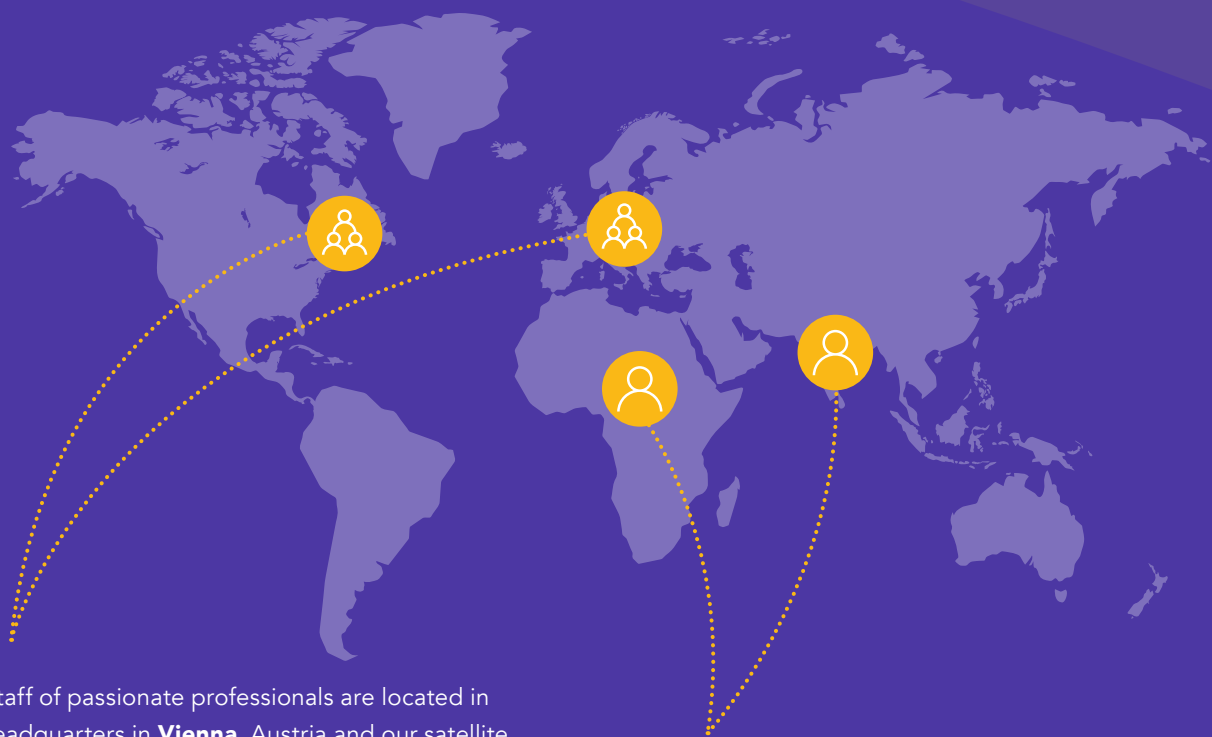 taff of passionate professionals are located in
eadquarters in Vienna, Austria and our satellite